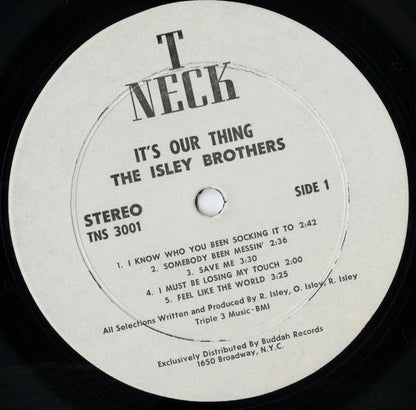 T
NECK
IT'S OUR THING
THE ISLEY BROTHERS
STEREO
TNS 3001
SIDE 1
1. I KNOW WHO YOU BEEN SOCKING IT TO 2:42
2. SOMEBODY BEEN MESSIN' 2:36
3. SAVE ME 3:30
4. I MUST BE LOSING MY TOUCH 2:00
5. FEEL LIKE THE WORLD 3:25
All Selections Written and Produced By R. Isley, O. Isley, R. Isley
Triple 3 Music-BMI
Exclusively Distributed By Buddah Records
1650 Broadway, N.Y.C.